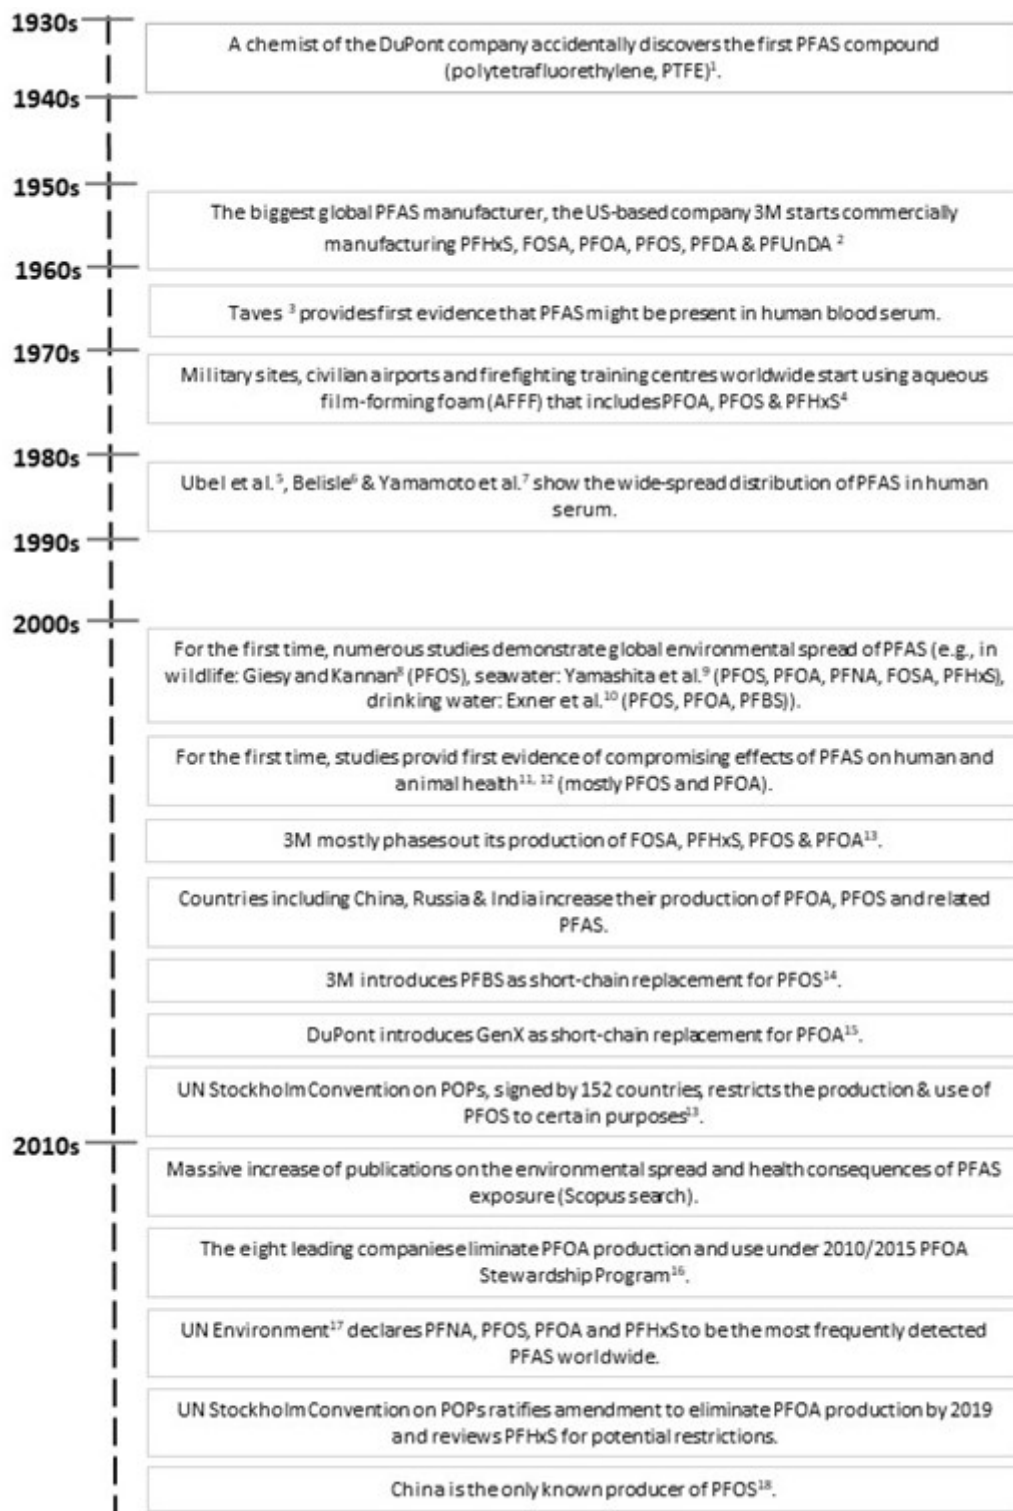 1930s
A chemist of the DuPont company accidentally discovers the first PFAS compound
(polytetrafluorethylene, PTFE)¹.
1940s
1950s
The biggest global PFAS manufacturer, the US-based company 3M starts commercially
manufacturing PFHxS, FOSA, PFOA, PFOS, PFDA & PFUnDA ²
1960s
Taves ³ provides first evidence that PFAS might be present in human blood serum.
1970s
Military sites, civilian airports and firefighting training centres worldwide start using aqueous
film-forming foam (AFFF) that includes PFOA, PFOS & PFHxS⁴
1980s
Ubel et al. ⁵, Belisle⁶ & Yamamoto et al.⁷ show the wide-spread distribution of PFAS in human
serum.
1990s
2000s
For the first time, numerous studies demonstrate global environmental spread of PFAS (e.g., in
wildlife: Giesy and Kannan⁸ (PFOS), seawater: Yamashita et al.⁹ (PFOS, PFOA, PFNA, FOSA, PFHxS),
drinking water: Exner et al.¹⁰ (PFOS, PFOA, PFBS)).
For the first time, studies provid first evidence of compromising effects of PFAS on human and
animal health¹¹, ¹² (mostly PFOS and PFOA).
3M mostly phases out its production of FOSA, PFHxS, PFOS & PFOA¹³.
Countries including China, Russia & India increase their production of PFOA, PFOS and related
PFAS.
3M introduces PFBS as short-chain replacement for PFOS¹⁴.
DuPont introduces GenX as short-chain replacement for PFOA¹⁵.
UN Stockholm Convention on POPs, signed by 152 countries, restricts the production & use of
PFOS to certain purposes¹³.
2010s
Massive increase of publications on the environmental spread and health consequences of PFAS
exposure (Scopus search).
The eight leading companies eliminate PFOA production and use under 2010/2015 PFOA
Stewardship Program¹⁶.
UN Environment¹⁷ declares PFNA, PFOS, PFOA and PFHxS to be the most frequently detected
PFAS worldwide.
UN Stockholm Convention on POPs ratifies amendment to eliminate PFOA production by 2019
and reviews PFHxS for potential restrictions.
China is the only known producer of PFOS¹⁸.